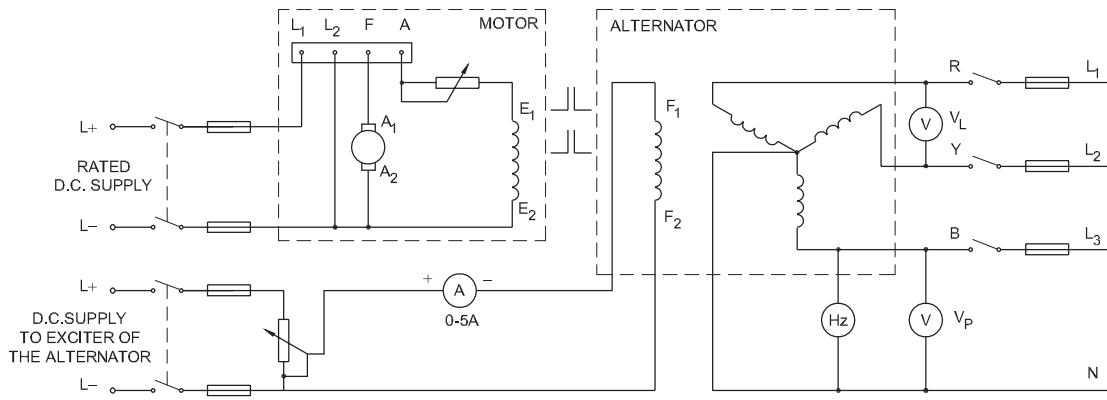 MOTOR
L1 L2 F A
E1
E2
A1
A2
L+
RATED
D.C. SUPPLY
L–
L+
D.C.SUPPLY
TO EXCITER OF
THE ALTERNATOR
L–
+ A –
0-5A
ALTERNATOR
F1
F2
R
L1
V
VL
Y
L2
B
L3
Hz
V
VP
N